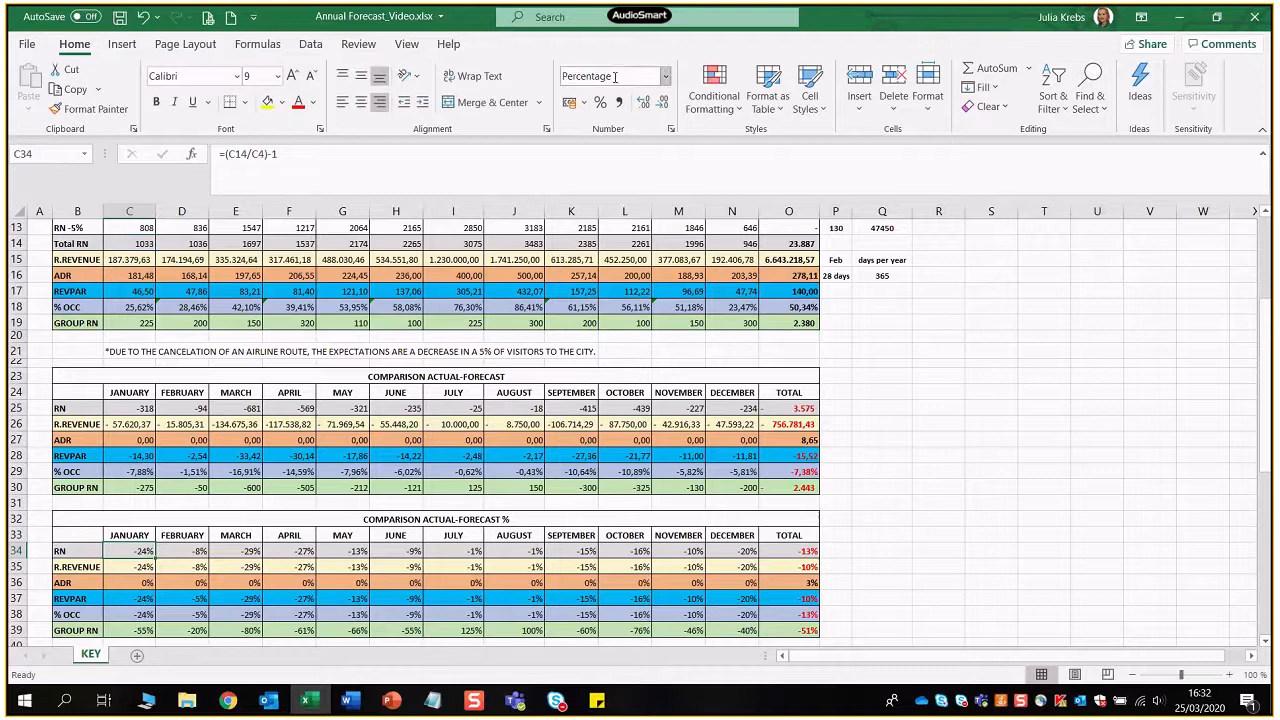 AutoSave Off Annual Forecast_Video.xlsx Search AudioSmart Julia Krebs
File Home Insert Page Layout Formulas Data Review View Help Share Comments
Paste Cut Copy Format Painter
Calibri 9 Wrap Text Merge & Center Percentage
Conditional Formatting Format as Table Cell Styles Insert Delete Format
AutoSum Fill Clear Sort & Filter Find & Select Ideas Sensitivity
Clipboard Font Alignment Number Styles Cells Editing Ideas Sensitivity
C34 fx =(C14/C4)-1
A B C D E F G H I J K L M N O P Q R S T U V W X
13 RN -5% 808 836 1547 1217 2064 2165 2850 3183 2185 2161 1846 646 - 130 47450
14 Total RN 1033 1036 1697 1537 2174 2265 3075 3483 2385 2261 1996 946 23.887
15 R.REVENUE 187.379,63 174.194,69 335.324,64 317.461,18 488.030,46 534.551,80 1.230.000,00 1.741.250,00 613.285,71 452.250,00 377.083,67 192.406,78 6.643.218,57 Feb days per year
16 ADR 181,48 168,14 197,65 206,55 224,45 236,00 400,00 500,00 257,14 200,00 188,93 203,39 278,11 28 days 365
17 REVPAR 46,50 47,86 83,21 81,40 121,10 137,06 305,21 432,07 157,25 112,22 96,69 47,74 140,00
18 % OCC 25,62% 28,46% 42,10% 39,41% 53,95% 58,08% 76,30% 86,41% 61,15% 56,11% 51,18% 23,47% 50,34%
19 GROUP RN 225 200 150 320 110 100 225 300 200 100 150 300 2.380
20
21 *DUE TO THE CANCELATION OF AN AIRLINE ROUTE, THE EXPECTATIONS ARE A DECREASE IN A 5% OF VISITORS TO THE CITY.
22
23 COMPARISON ACTUAL-FORECAST
24 JANUARY FEBRUARY MARCH APRIL MAY JUNE JULY AUGUST SEPTEMBER OCTOBER NOVEMBER DECEMBER TOTAL
25 RN -318 -94 -681 -569 -321 -235 -25 -18 -415 -439 -227 -234 - 3.575
26 R.REVENUE - 57.620,37 - 15.805,31 -134.675,36 -117.538,82 - 71.969,54 - 55.448,20 - 10.000,00 - 8.750,00 -106.714,29 - 87.750,00 - 42.916,33 - 47.593,22 - 756.781,43
27 ADR 0,00 0,00 0,00 0,00 0,00 0,00 0,00 0,00 0,00 0,00 0,00 0,00 8,65
28 REVPAR -14,30 -2,54 -33,42 -30,14 -17,86 -14,22 -2,48 -2,17 -27,36 -21,77 -11,00 -11,81 -15,52
29 % OCC -7,88% -1,51% -16,91% -14,59% -7,96% -6,02% -0,62% -0,43% -10,64% -10,89% -5,82% -5,81% -7,38%
30 GROUP RN -275 -50 -600 -505 -212 -121 125 150 -300 -325 -130 -200 - 2.443
31
32 COMPARISON ACTUAL-FORECAST %
33 JANUARY FEBRUARY MARCH APRIL MAY JUNE JULY AUGUST SEPTEMBER OCTOBER NOVEMBER DECEMBER TOTAL
34 RN -24% -8% -29% -27% -13% -9% -1% -1% -15% -16% -10% -20% -13%
35 R.REVENUE -24% -8% -29% -27% -13% -9% -1% -1% -15% -16% -10% -20% -10%
36 ADR 0% 0% 0% 0% 0% 0% 0% 0% 0% 0% 0% 0% 3%
37 REVPAR -24% -5% -29% -27% -13% -9% -1% -1% -15% -16% -10% -20% -10%
38 % OCC -24% -5% -29% -27% -13% -9% -1% -1% -15% -16% -10% -20% -13%
39 GROUP RN -55% -20% -80% -61% -66% -55% 125% 100% -60% -76% -46% -40% -51%
KEY
Ready 100 %
16:32
25/03/2020